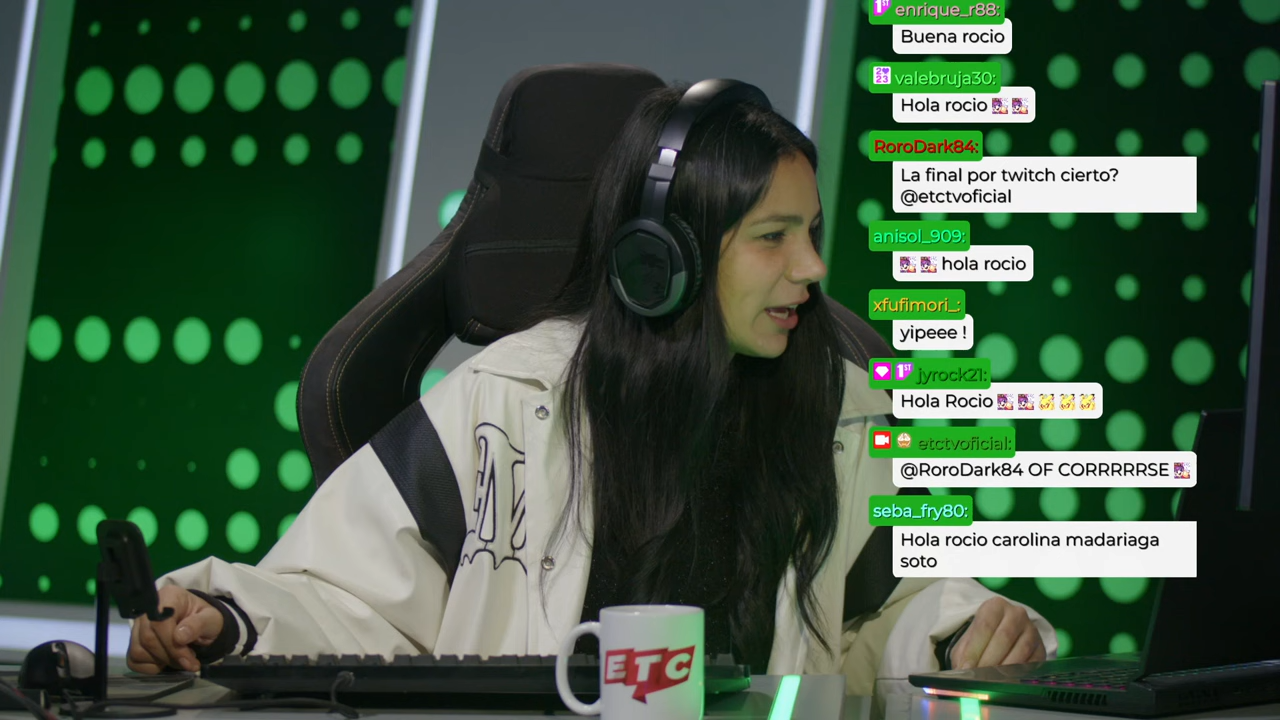 enrique_r88:
Buena rocio
valebruja30:
Hola rocio
RoroDark84:
La final por twitch cierto?
@etctvoficial
anisol_909:
hola rocio
xfufimori_:
yipeee !
1ST jyrock21:
Hola Rocio
etctvoficial:
@RoroDark84 OF CORRRRRSE
seba_fry80:
Hola rocio carolina madariaga
soto
ETC